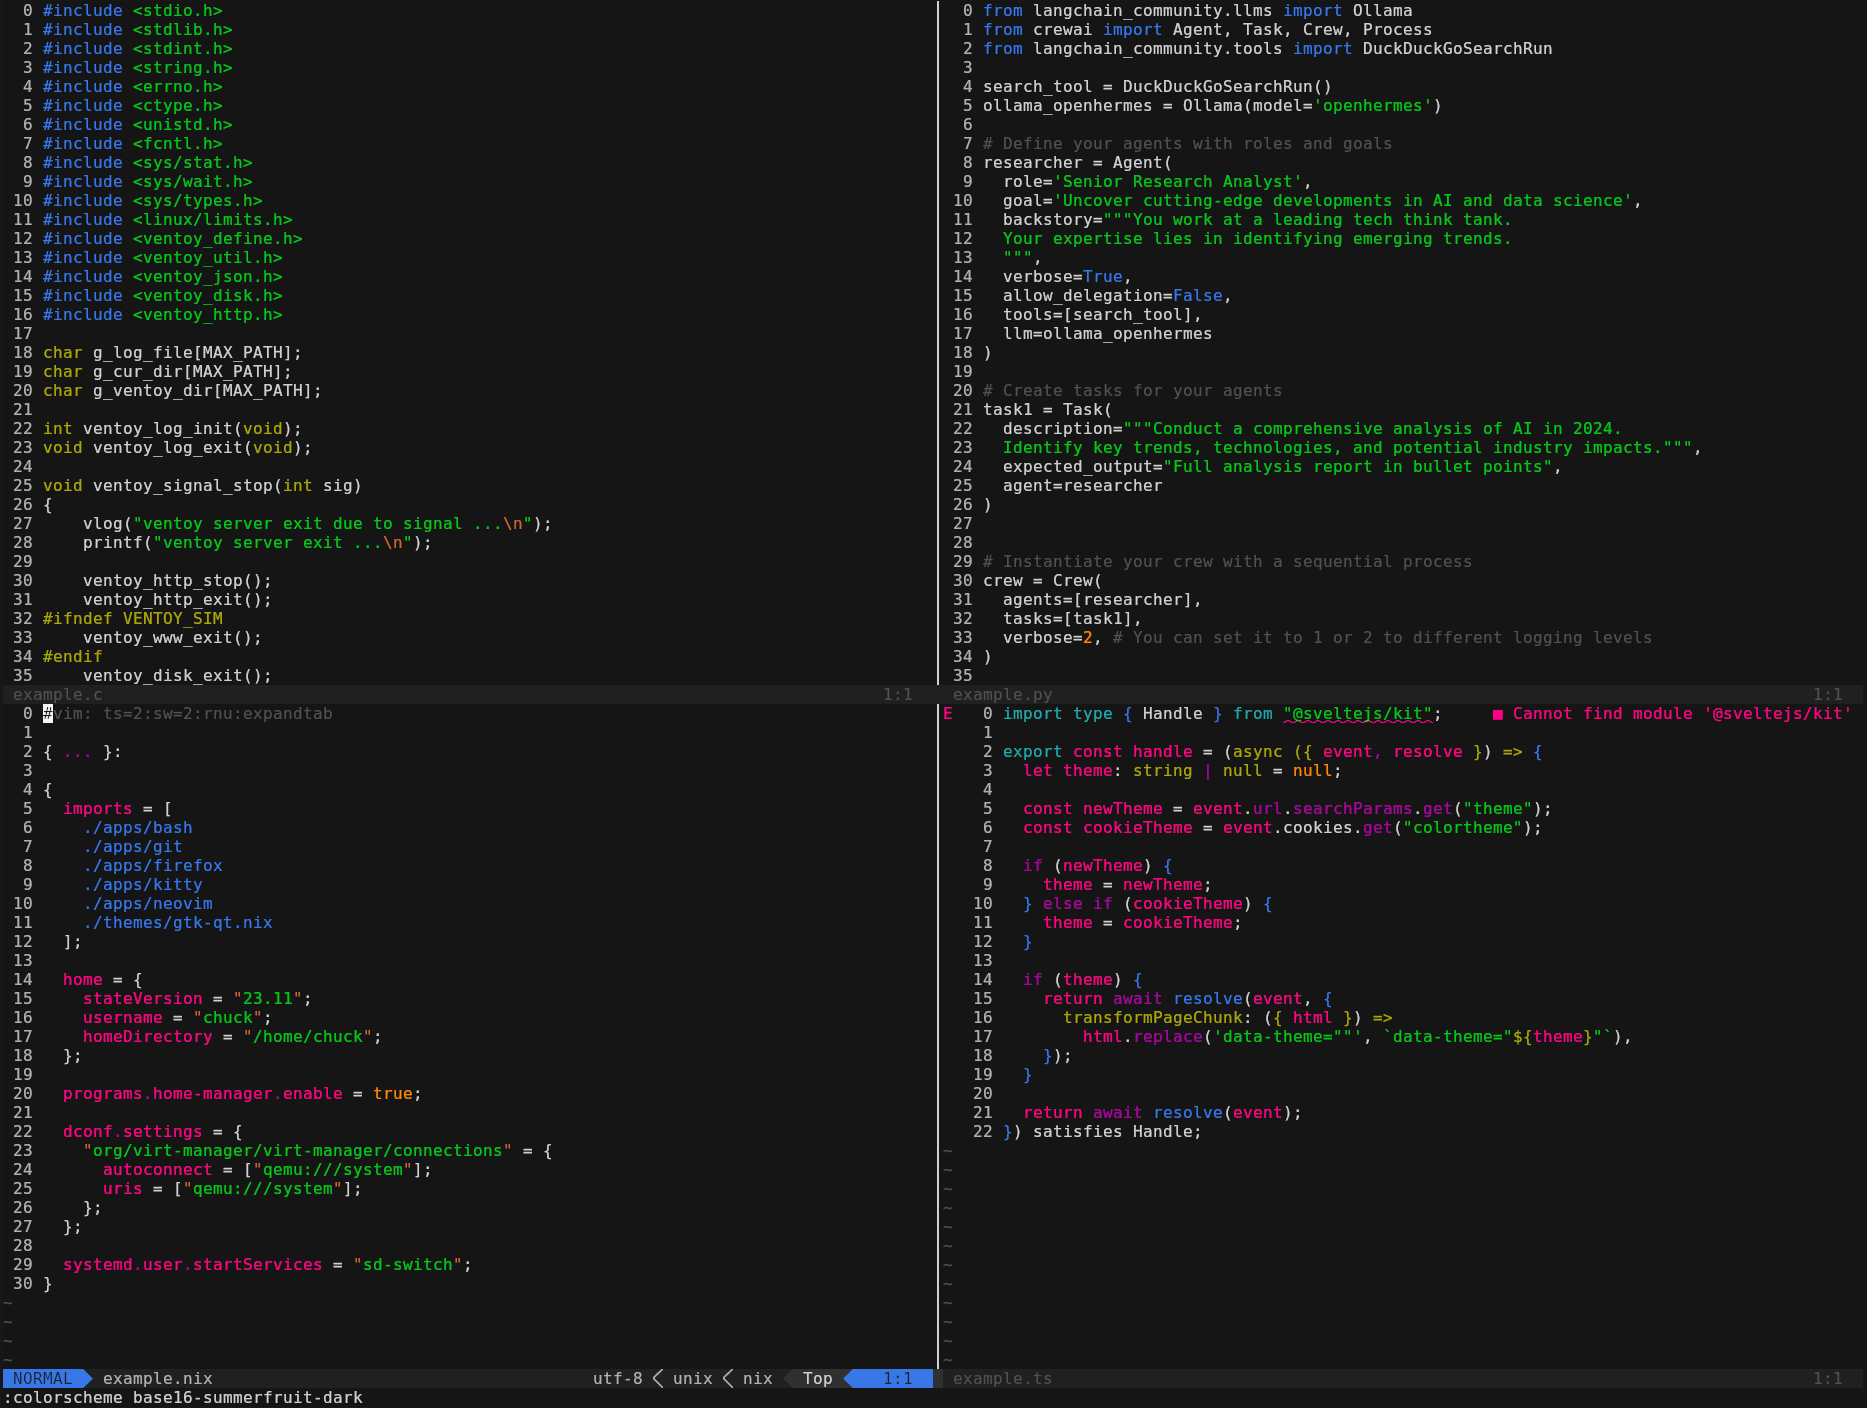 0 #include <stdio.h>
1 #include <stdlib.h>
2 #include <stdint.h>
3 #include <string.h>
4 #include <errno.h>
5 #include <ctype.h>
6 #include <unistd.h>
7 #include <fcntl.h>
8 #include <sys/stat.h>
9 #include <sys/wait.h>
10 #include <sys/types.h>
11 #include <linux/limits.h>
12 #include <ventoy_define.h>
13 #include <ventoy_util.h>
14 #include <ventoy_json.h>
15 #include <ventoy_disk.h>
16 #include <ventoy_http.h>
17
18 char g_log_file[MAX_PATH];
19 char g_cur_dir[MAX_PATH];
20 char g_ventoy_dir[MAX_PATH];
21
22 int ventoy_log_init(void);
23 void ventoy_log_exit(void);
24
25 void ventoy_signal_stop(int sig)
26 {
27     vlog("ventoy server exit due to signal ...\n");
28     printf("ventoy server exit ...\n");
29
30     ventoy_http_stop();
31     ventoy_http_exit();
32 #ifndef VENTOY_SIM
33     ventoy_www_exit();
34 #endif
35     ventoy_disk_exit();
example.c 1:1
0 from langchain_community.llms import Ollama
1 from crewai import Agent, Task, Crew, Process
2 from langchain_community.tools import DuckDuckGoSearchRun
3
4 search_tool = DuckDuckGoSearchRun()
5 ollama_openhermes = Ollama(model='openhermes')
6
7 # Define your agents with roles and goals
8 researcher = Agent(
9   role='Senior Research Analyst',
10   goal='Uncover cutting-edge developments in AI and data science',
11   backstory="""You work at a leading tech think tank.
12   Your expertise lies in identifying emerging trends.
13   """,
14   verbose=True,
15   allow_delegation=False,
16   tools=[search_tool],
17   llm=ollama_openhermes
18 )
19
20 # Create tasks for your agents
21 task1 = Task(
22   description="""Conduct a comprehensive analysis of AI in 2024.
23   Identify key trends, technologies, and potential industry impacts.""",
24   expected_output="Full analysis report in bullet points",
25   agent=researcher
26 )
27
28
29 # Instantiate your crew with a sequential process
30 crew = Crew(
31   agents=[researcher],
32   tasks=[task1],
33   verbose=2, # You can set it to 1 or 2 to different logging levels
34 )
35
example.py 1:1
0 #vim: ts=2:sw=2:rnu:expandtab
1
2 { ... }:
3
4 {
5   imports = [
6     ./apps/bash
7     ./apps/git
8     ./apps/firefox
9     ./apps/kitty
10     ./apps/neovim
11     ./themes/gtk-qt.nix
12   ];
13
14   home = {
15     stateVersion = "23.11";
16     username = "chuck";
17     homeDirectory = "/home/chuck";
18   };
19
20   programs.home-manager.enable = true;
21
22   dconf.settings = {
23     "org/virt-manager/virt-manager/connections" = {
24       autoconnect = ["qemu:///system"];
25       uris = ["qemu:///system"];
26     };
27   };
28
29   systemd.user.startServices = "sd-switch";
30 }
~
~
~
~
NORMAL example.nix utf-8 unix nix Top 1:1
E 0 import type { Handle } from "@sveltejs/kit";     ■ Cannot find module '@sveltejs/kit'
1
2 export const handle = (async ({ event, resolve }) => {
3   let theme: string | null = null;
4
5   const newTheme = event.url.searchParams.get("theme");
6   const cookieTheme = event.cookies.get("colortheme");
7
8   if (newTheme) {
9     theme = newTheme;
10   } else if (cookieTheme) {
11     theme = cookieTheme;
12   }
13
14   if (theme) {
15     return await resolve(event, {
16       transformPageChunk: ({ html }) =>
17         html.replace('data-theme=""', `data-theme="${theme}"`),
18     });
19   }
20
21   return await resolve(event);
22 }) satisfies Handle;
~
~
~
~
~
~
~
~
~
~
~
~
example.ts 1:1
:colorscheme base16-summerfruit-dark